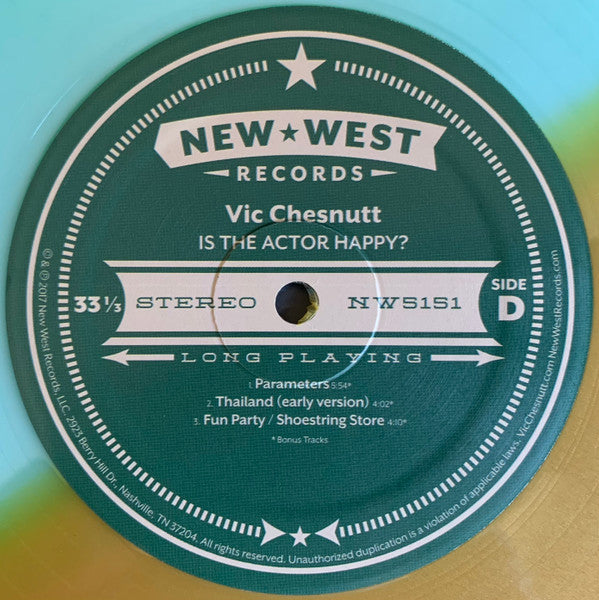 NEW★WEST
RECORDS
Vic Chesnutt
IS THE ACTOR HAPPY?
33 ⅓
STEREO
NW5151
SIDE
D
LONG PLAYING
1. Parameters 5:54*
2. Thailand (early version) 4:02*
3. Fun Party / Shoestring Store 4:10*
* Bonus Tracks
© & ℗ 2017 New West Records, LLC. 2923 Berry Hill Dr., Nashville, TN 37204. All rights reserved. Unauthorized duplication is a violation of applicable laws. VicChesnutt.com NewWestRecords.com